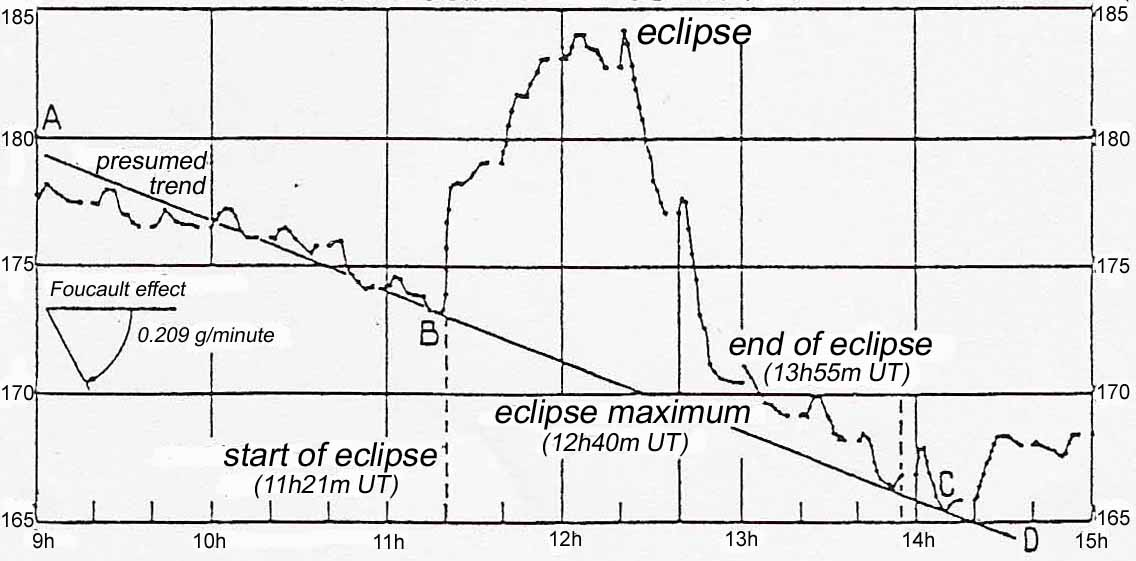 185
185
eclipse
A
180
180
presumed
trend
175
175
Foucault effect
0.209 g/minute
B
end of eclipse
(13h55m UT)
170
170
eclipse maximum
(12h40m UT)
start of eclipse
(11h21m UT)
C
165
165
D
9h
10h
11h
12h
13h
14h
15h